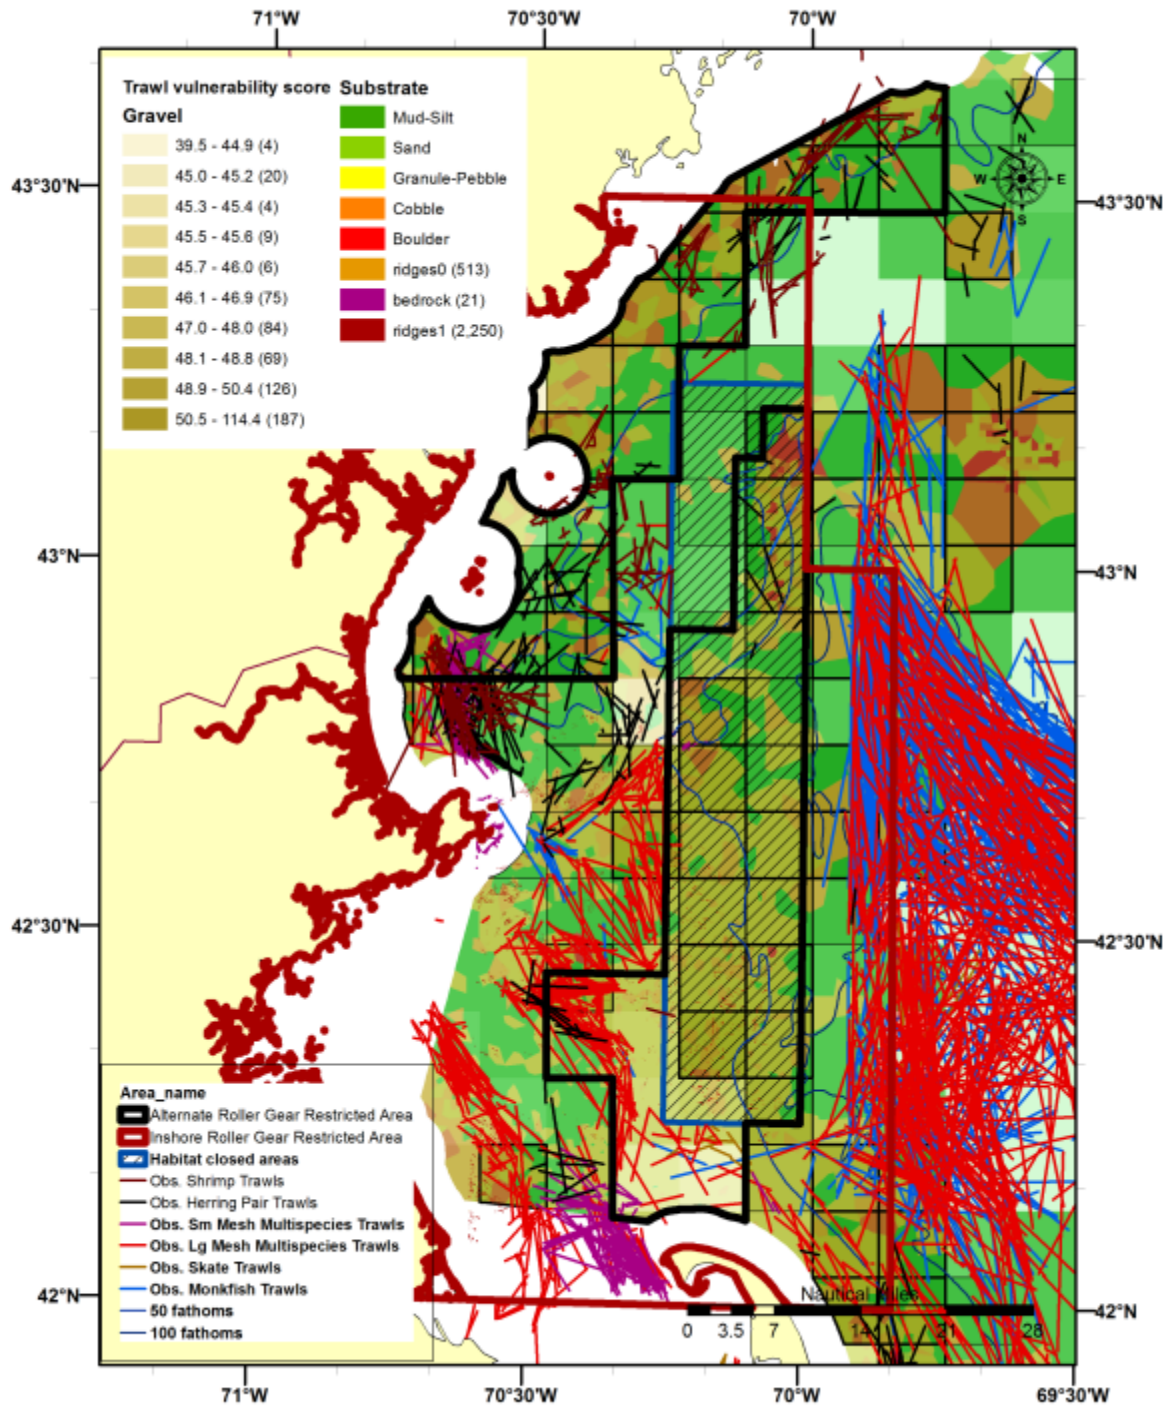 71°W 70°30'W 70°W
Trawl vulnerability score
Gravel
39.5 - 44.9 (4)
45.0 - 45.2 (20)
45.3 - 45.4 (4)
45.5 - 45.6 (9)
45.7 - 46.0 (6)
46.1 - 46.9 (75)
47.0 - 48.0 (84)
48.1 - 48.8 (69)
48.9 - 50.4 (126)
50.5 - 114.4 (187)
Substrate
Mud-Silt
Sand
Granule-Pebble
Cobble
Boulder
ridges0 (513)
bedrock (21)
ridges1 (2,250)
N
W E
S
43°30'N 43°30'N
43°N 43°N
42°30'N 42°30'N
42°N 42°N
Area_name
Alternate Roller Gear Restricted Area
Inshore Roller Gear Restricted Area
Habitat closed areas
Obs. Shrimp Trawls
Obs. Herring Pair Trawls
Obs. Sm Mesh Multispecies Trawls
Obs. Lg Mesh Multispecies Trawls
Obs. Skate Trawls
Obs. Monkfish Trawls
50 fathoms
100 fathoms
Nautical Miles
0 3.5 7 14 21 28
71°W 70°30'W 70°W 69°30'W